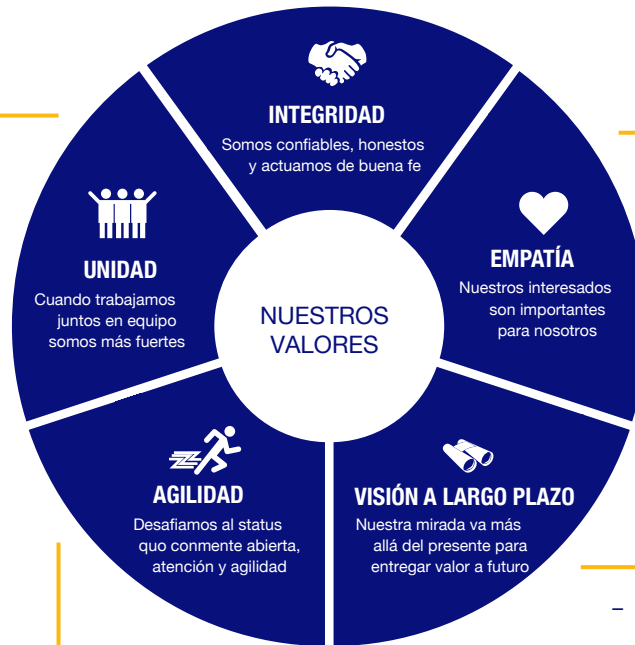 INTEGRIDAD
Somos confiables, honestos
y actuamos de buena fe
UNIDAD
Cuando trabajamos
juntos en equipo
somos más fuertes
EMPATÍA
Nuestros interesados
son importantes
para nosotros
NUESTROS
VALORES
AGILIDAD
Desafiamos al status
quo conmente abierta,
atención y agilidad
VISIÓN A LARGO PLAZO
Nuestra mirada va más
allá del presente para
entregar valor a futuro